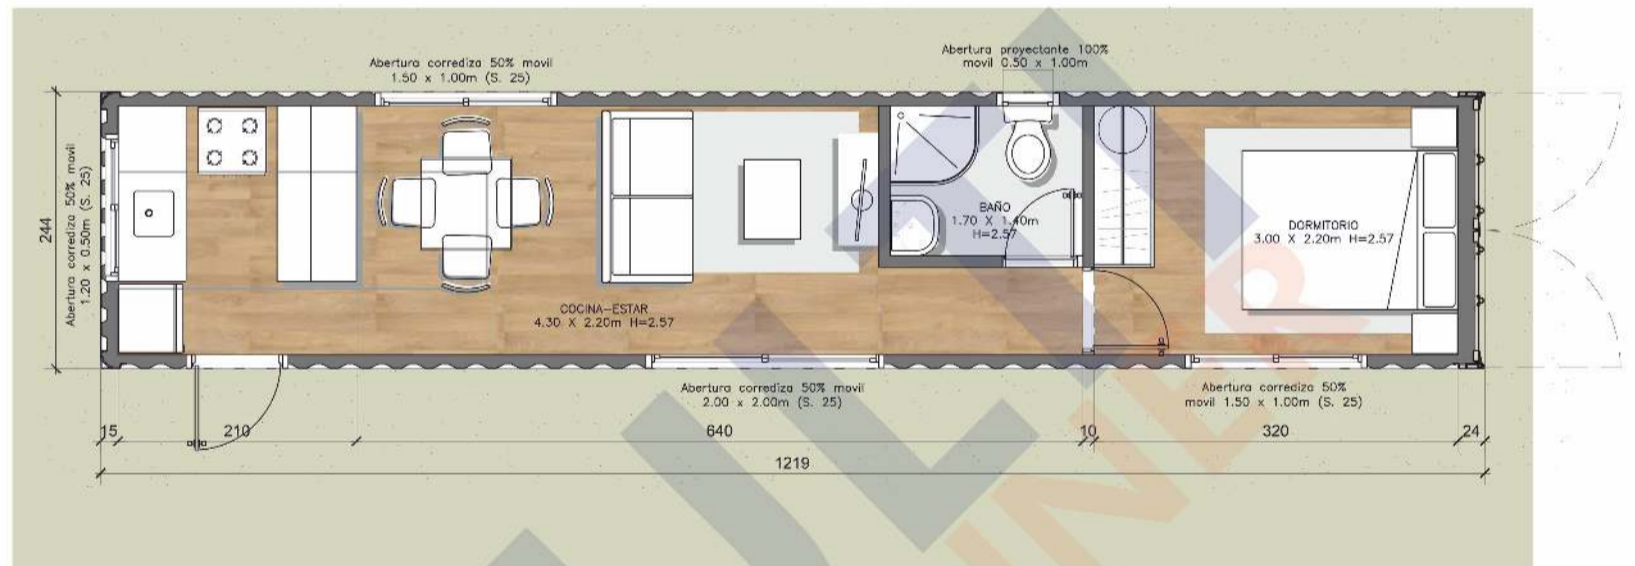 Abertura proyectante 100%
movil 0.50 x 1.00m
Abertura corrediza 50% movil
1.50 x 1.00m (S. 25)
Abertura corrediza 50% movil
1.20 x 0.50m (S. 25)
244
BAÑO
1.70 X 1.40m
H=2.57
DORMITORIO
3.00 X 2.20m H=2.57
COCINA-ESTAR
4.30 X 2.20m H=2.57
Abertura corrediza 50% movil
2.00 x 2.00m (S. 25)
Abertura corrediza 50%
movil 1.50 x 1.00m (S. 25)
15 210 640 10 320 24
1219